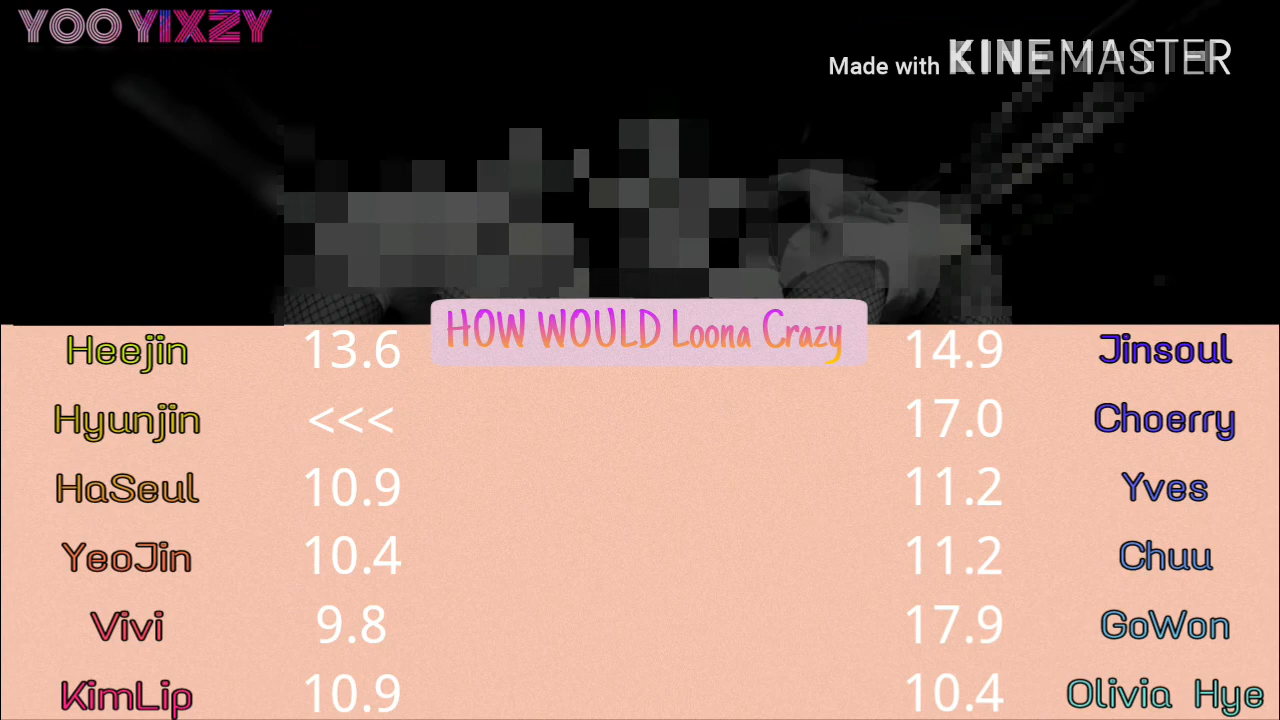 YOO YIXZY
Made with KINEMASTER
HOW WOULD Loona Crazy
Heejin 13.6 14.9 Jinsoul
Hyunjin <<< 17.0 Choerry
HaSeul 10.9 11.2 Yves
YeoJin 10.4 11.2 Chuu
Vivi 9.8 17.9 GoWon
KimLip 10.9 10.4 Olivia Hye